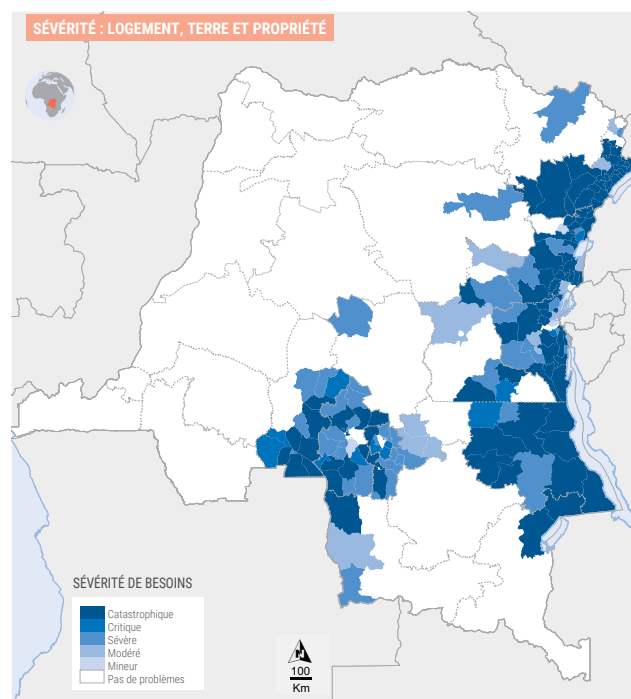 SÉVÉRITÉ : LOGEMENT, TERRE ET PROPRIÉTÉ
SÉVÉRITÉ DE BESOINS
Catastrophique
Critique
Sévère
Modéré
Mineur
Pas de problèmes
100
Km